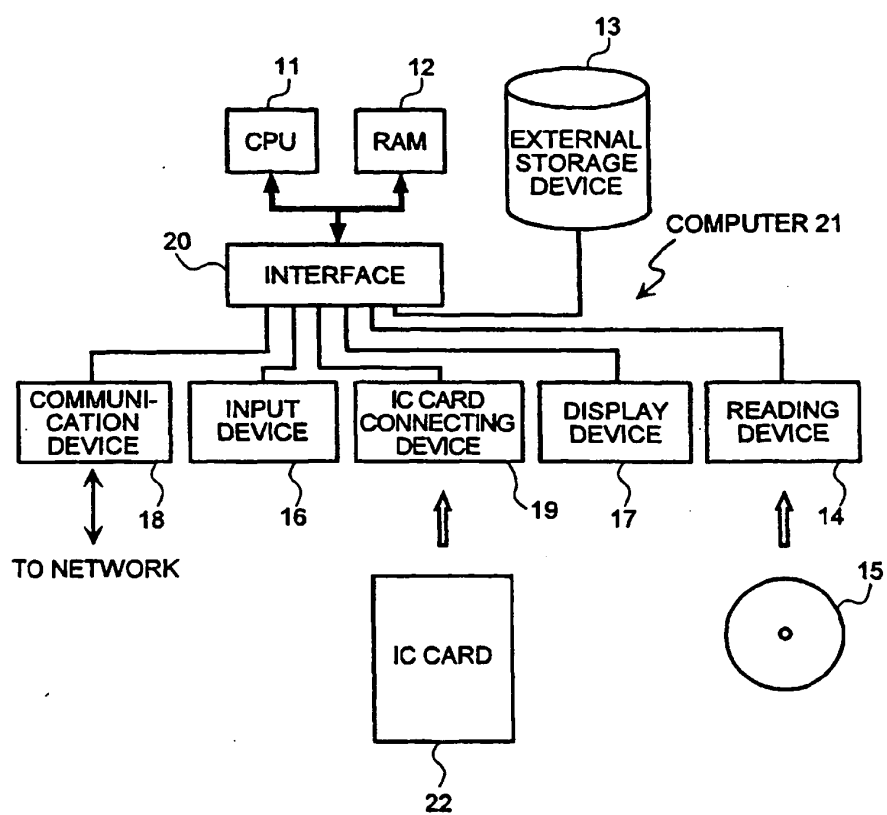 13
11
12
CPU
RAM
EXTERNAL
STORAGE
DEVICE
COMPUTER 21
20
INTERFACE
COMMUNI-
CATION
DEVICE
INPUT
DEVICE
IC CARD
CONNECTING
DEVICE
DISPLAY
DEVICE
READING
DEVICE
18
16
19
17
14
TO NETWORK
15
IC CARD
22